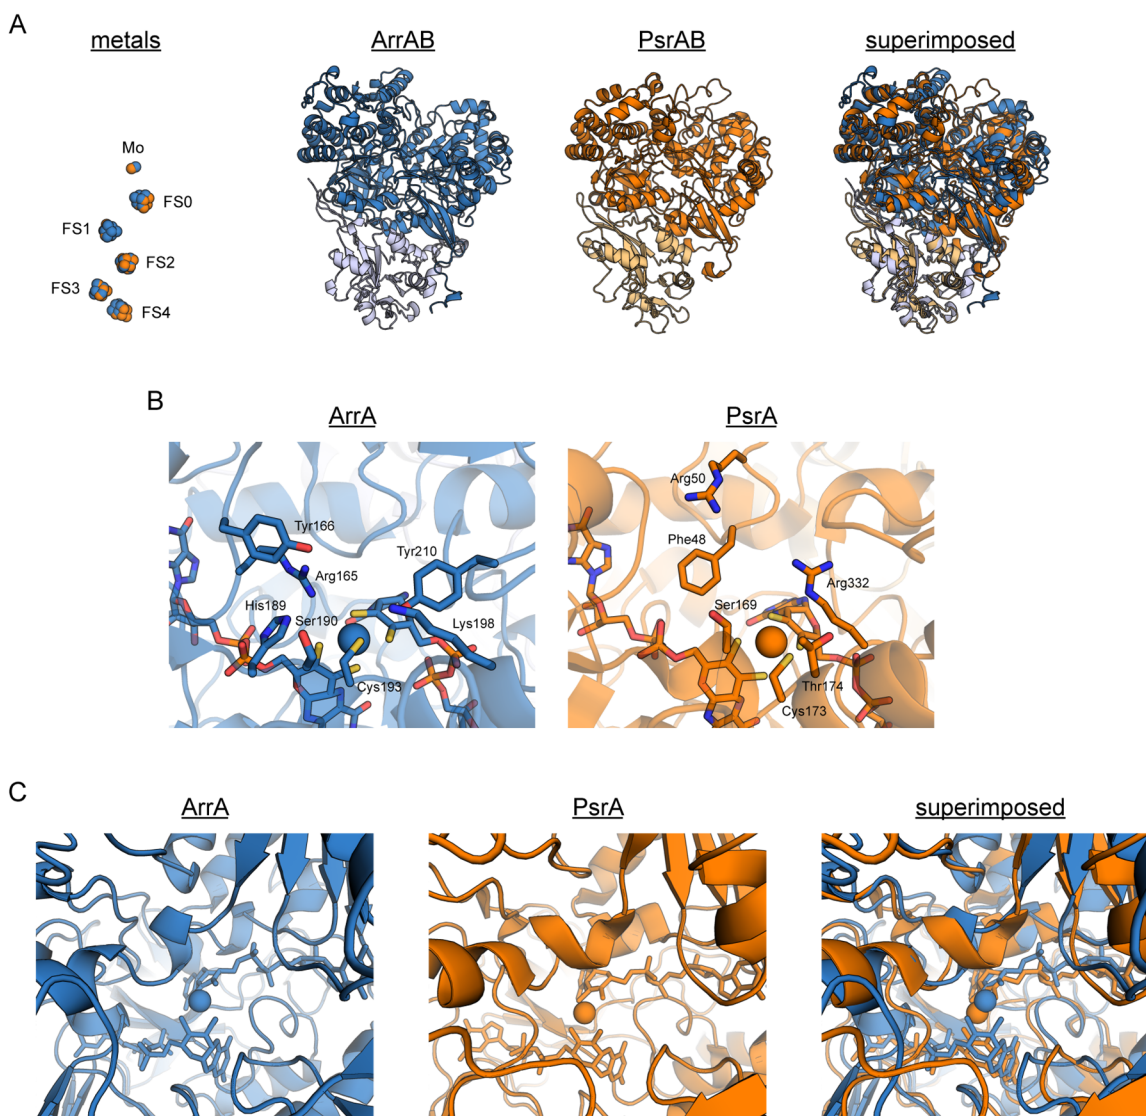 A
metals
ArrAB
PsrAB
superimposed
Mo
FS0
FS1
FS2
FS3
FS4
B
ArrA
PsrA
Tyr166
Arg165
Tyr210
His189
Ser190
Lys198
Cys193
Arg50
Phe48
Arg332
Ser169
Thr174
Cys173
C
ArrA
PsrA
superimposed